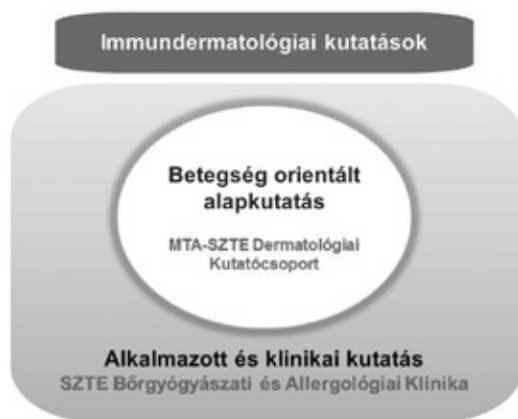 Immundermatológiai kutatások
Betegség orientált
alapkutatás
MTA-SZTE Dermatológiai
Kutatócsoport
Alkalmazott és klinikai kutatás
SZTE Bőrgyógyászati és Allergológiai Klinika